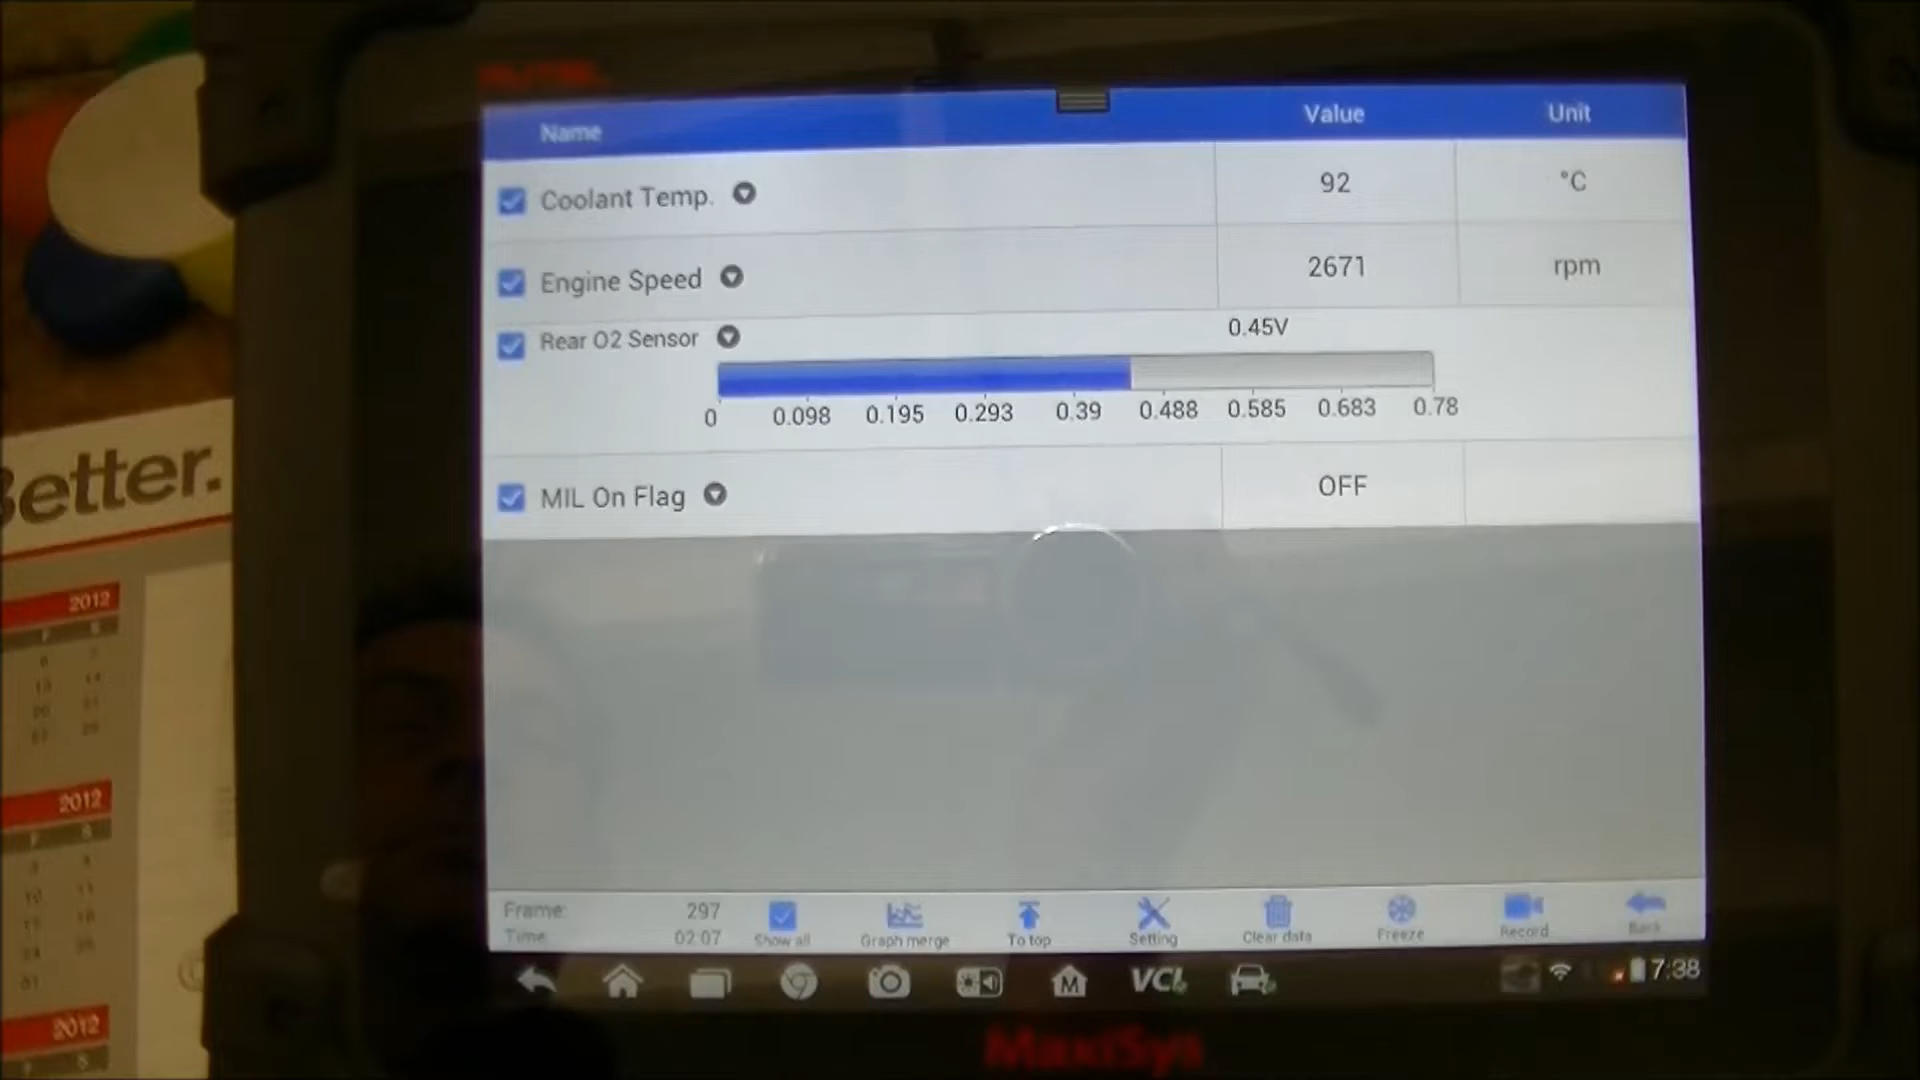 AUTEL
Name Value Unit
Coolant Temp. 92 °C
Engine Speed 2671 rpm
Rear O2 Sensor 0.45V
0 0.098 0.195 0.293 0.39 0.488 0.585 0.683 0.78
MIL On Flag OFF
Frame: 297
Time: 02:07
Show all Graph merge To top Setting Clear data Freeze Record Back
M VCI 7:38
MaxiSys
Better.
2012
2012
2012